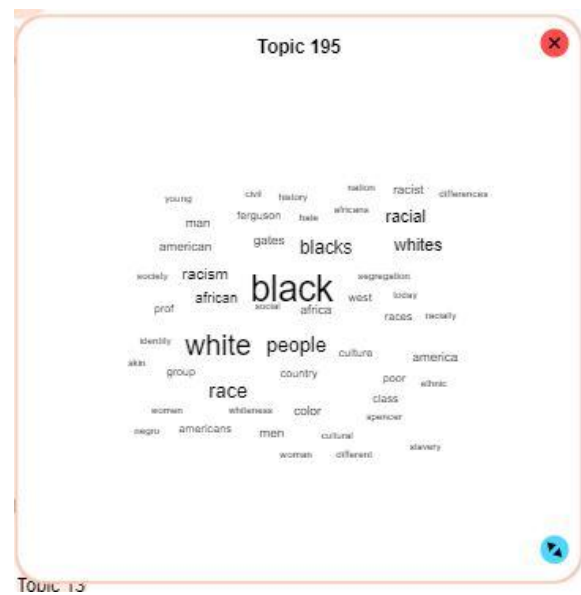 Topic 195
young civil history nation racist differences
man ferguson hate africans racial
american gates blacks whites
society racism black segregation
prof african social africa west today
races racially
identity white people culture america
skin group country poor ethnic
race class
women whiteness color spencer
negro americans men cultural
woman different slavery
Topic 13